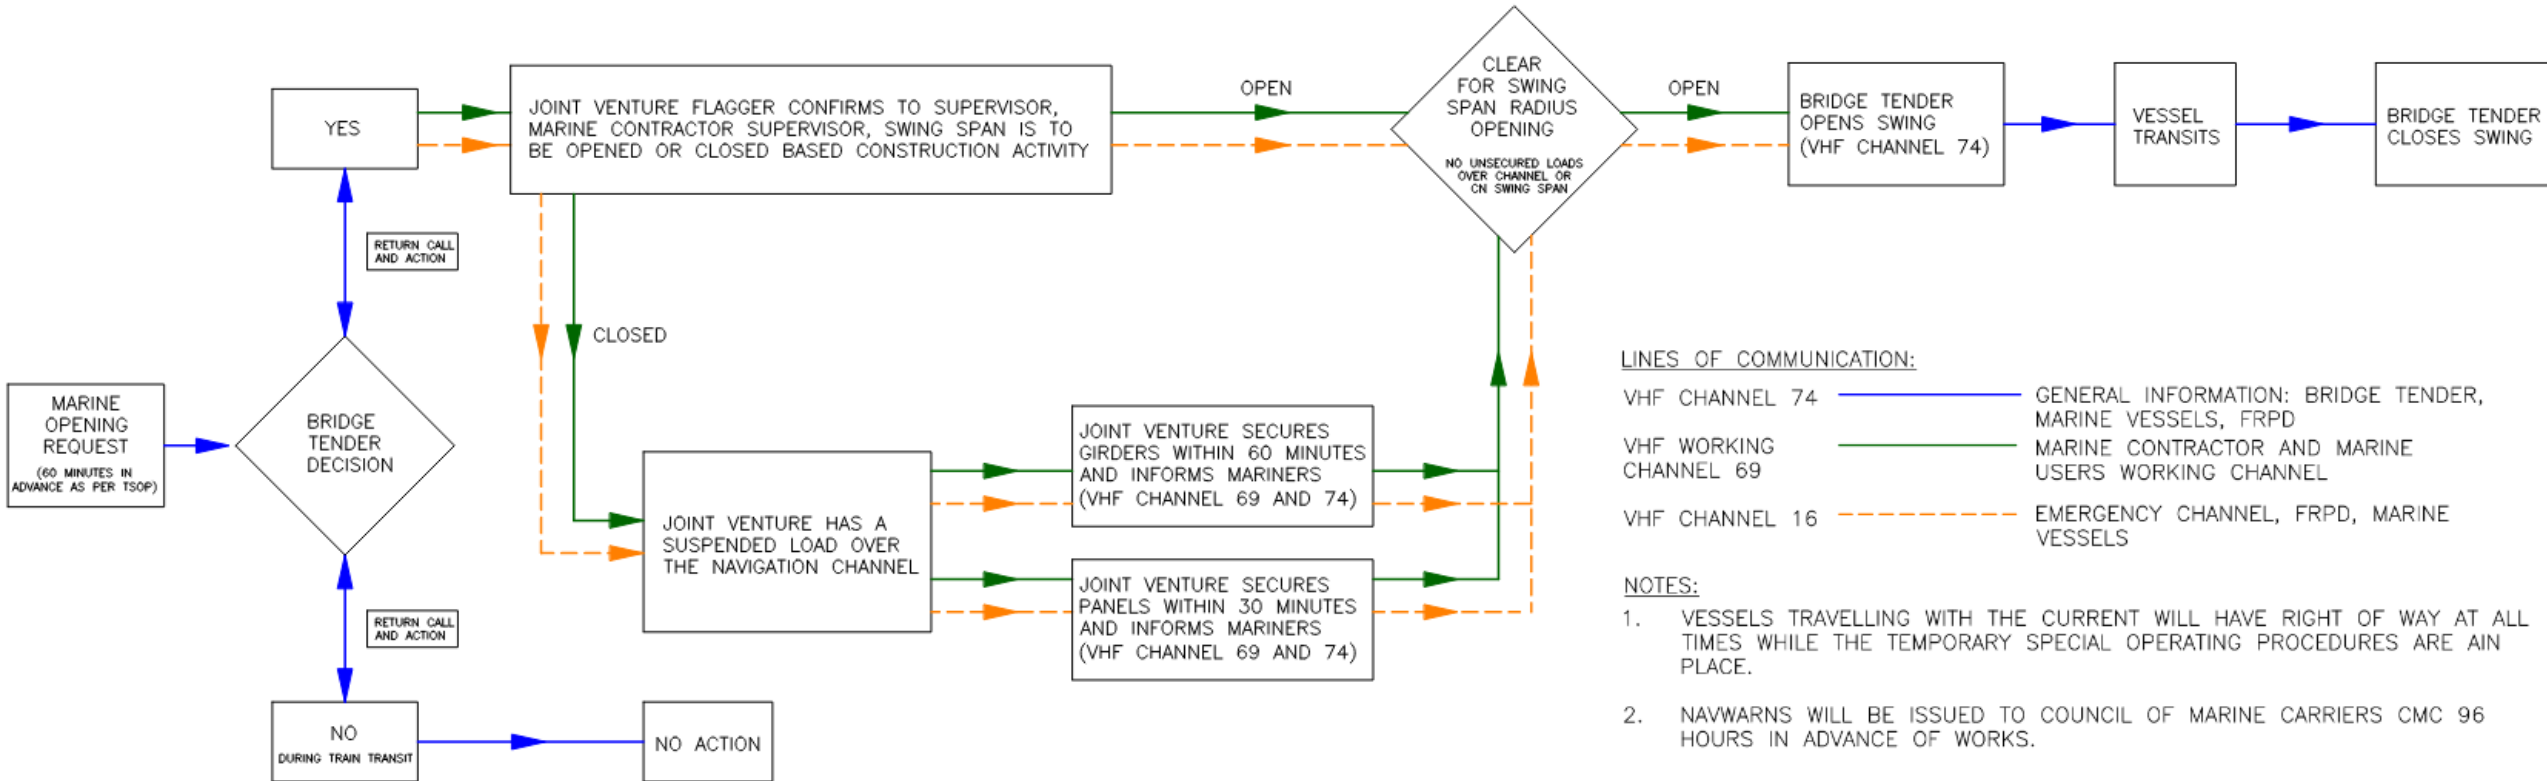 MARINE
OPENING
REQUEST
(60 MINUTES IN
ADVANCE AS PER TSOP)
BRIDGE
TENDER
DECISION
YES
RETURN CALL
AND ACTION
RETURN CALL
AND ACTION
NO
DURING TRAIN TRANSIT
NO ACTION
JOINT VENTURE FLAGGER CONFIRMS TO SUPERVISOR,
MARINE CONTRACTOR SUPERVISOR, SWING SPAN IS TO
BE OPENED OR CLOSED BASED CONSTRUCTION ACTIVITY
CLOSED
JOINT VENTURE HAS A
SUSPENDED LOAD OVER
THE NAVIGATION CHANNEL
JOINT VENTURE SECURES
GIRDERS WITHIN 60 MINUTES
AND INFORMS MARINERS
(VHF CHANNEL 69 AND 74)
JOINT VENTURE SECURES
PANELS WITHIN 30 MINUTES
AND INFORMS MARINERS
(VHF CHANNEL 69 AND 74)
OPEN
CLEAR
FOR SWING
SPAN RADIUS
OPENING
NO UNSECURED LOADS
OVER CHANNEL OR
CN SWING SPAN
OPEN
BRIDGE TENDER
OPENS SWING
(VHF CHANNEL 74)
VESSEL
TRANSITS
BRIDGE TENDER
CLOSES SWING
LINES OF COMMUNICATION:
VHF CHANNEL 74
GENERAL INFORMATION: BRIDGE TENDER,
MARINE VESSELS, FRPD
VHF WORKING
CHANNEL 69
MARINE CONTRACTOR AND MARINE
USERS WORKING CHANNEL
VHF CHANNEL 16
EMERGENCY CHANNEL, FRPD, MARINE
VESSELS
NOTES:
1. VESSELS TRAVELLING WITH THE CURRENT WILL HAVE RIGHT OF WAY AT ALL
TIMES WHILE THE TEMPORARY SPECIAL OPERATING PROCEDURES ARE AIN
PLACE.
2. NAVWARNS WILL BE ISSUED TO COUNCIL OF MARINE CARRIERS CMC 96
HOURS IN ADVANCE OF WORKS.